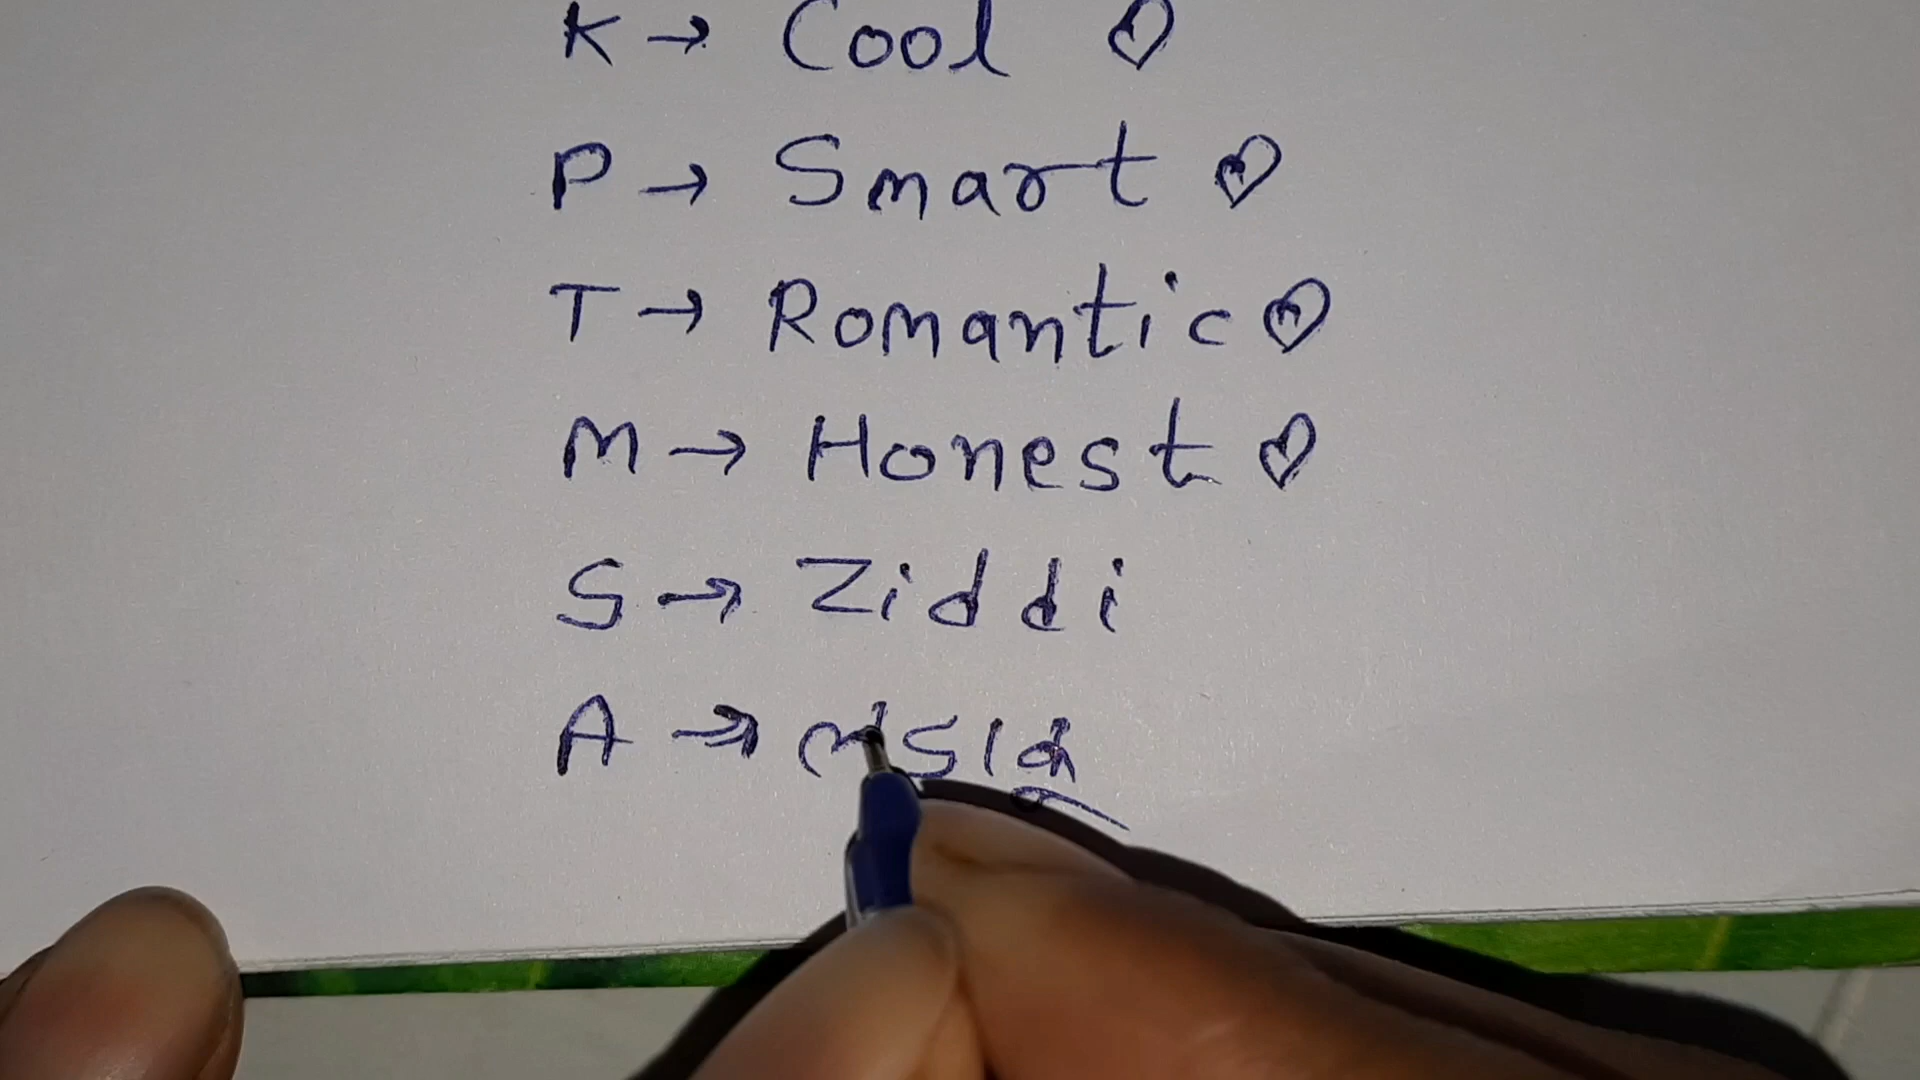 K → Cool ♡
P → Smart ♡
T → Romantic ♡
M → Honest ♡
S → Ziddi
A →